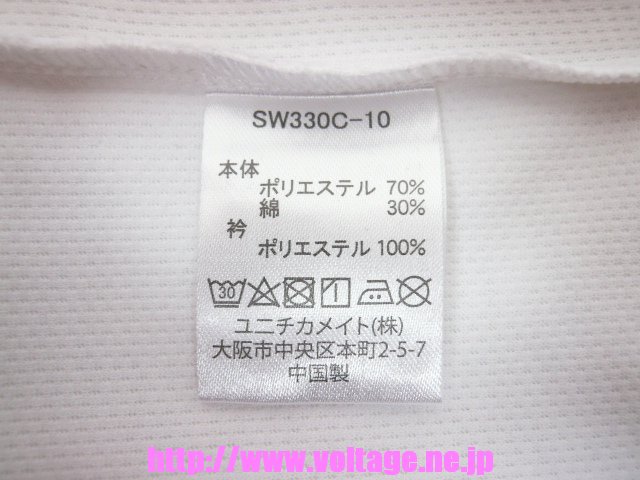 SW330C-10
本体
ポリエステル 70%
綿 30%
衿
ポリエステル 100%
30
ユニチカメイト(株)
大阪市中央区本町2-5-7
中国製
http://www.voltage.ne.jp